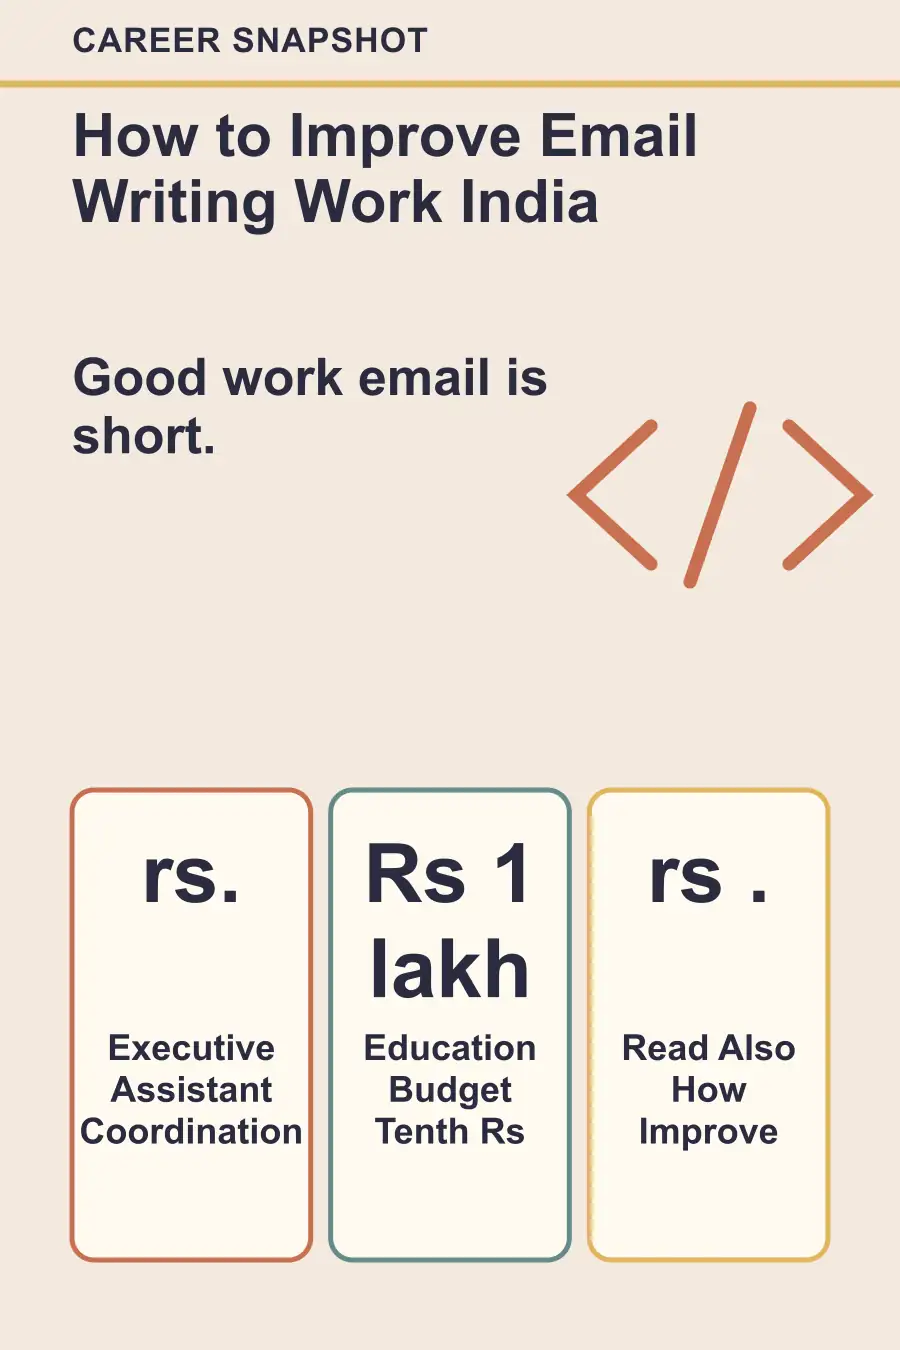 CAREER SNAPSHOT
How to Improve Email
Writing Work India
Good work email is
short.
rs.
Executive
Assistant
Coordination
Rs 1
lakh
Education
Budget
Tenth Rs
rs .
Read Also
How
Improve